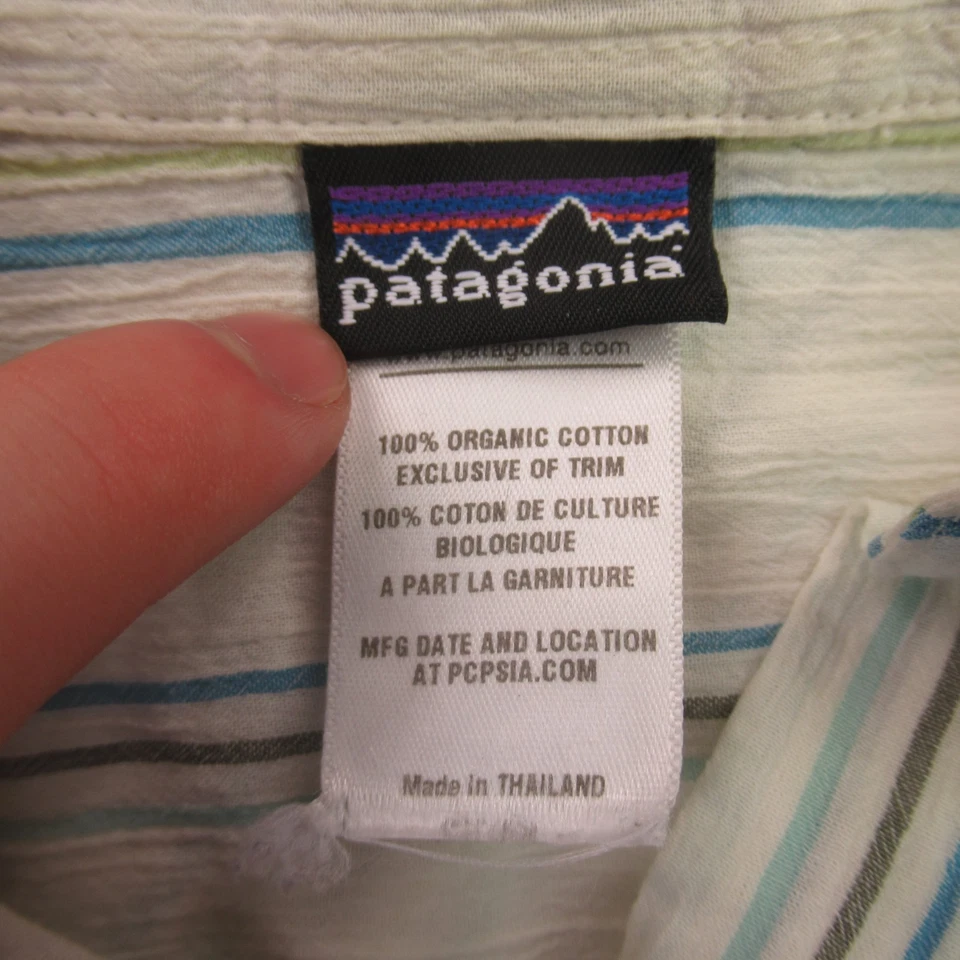 patagonia
www.patagonia.com
100% ORGANIC COTTON
EXCLUSIVE OF TRIM
100% COTON DE CULTURE
BIOLOGIQUE
A PART LA GARNITURE
MFG DATE AND LOCATION
AT PCPSIA.COM
Made in THAILAND